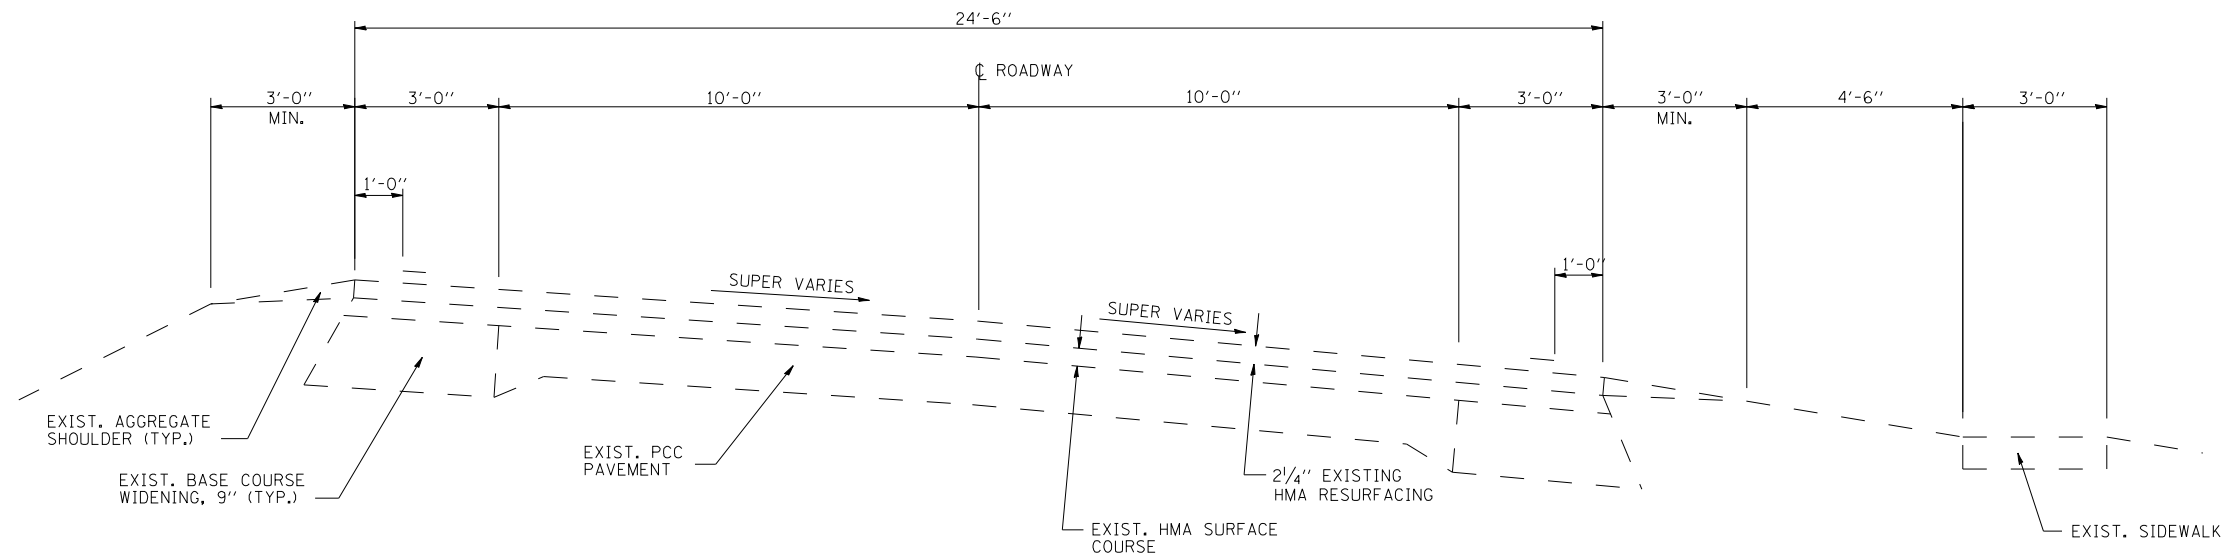 24'-6"
℄ ROADWAY
3'-0"
MIN.
3'-0"
10'-0"
10'-0"
3'-0"
3'-0"
MIN.
4'-6"
3'-0"
1'-0"
1'-0"
SUPER VARIES
SUPER VARIES
EXIST. AGGREGATE
SHOULDER (TYP.)
EXIST. BASE COURSE
WIDENING, 9" (TYP.)
EXIST. PCC
PAVEMENT
2¼" EXISTING
HMA RESURFACING
EXIST. HMA SURFACE
COURSE
EXIST. SIDEWALK